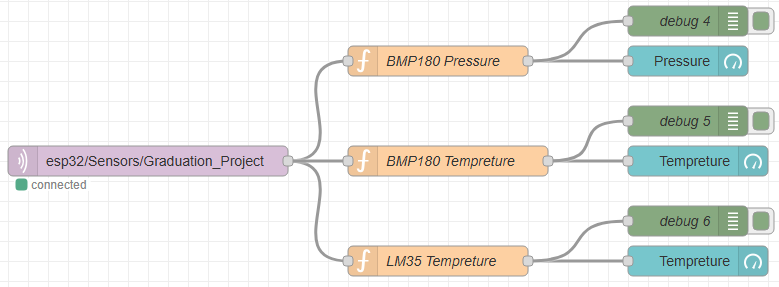 debug 4
BMP180 Pressure
Pressure
debug 5
esp32/Sensors/Graduation_Project
BMP180 Tempreture
Tempreture
connected
debug 6
LM35 Tempreture
Tempreture